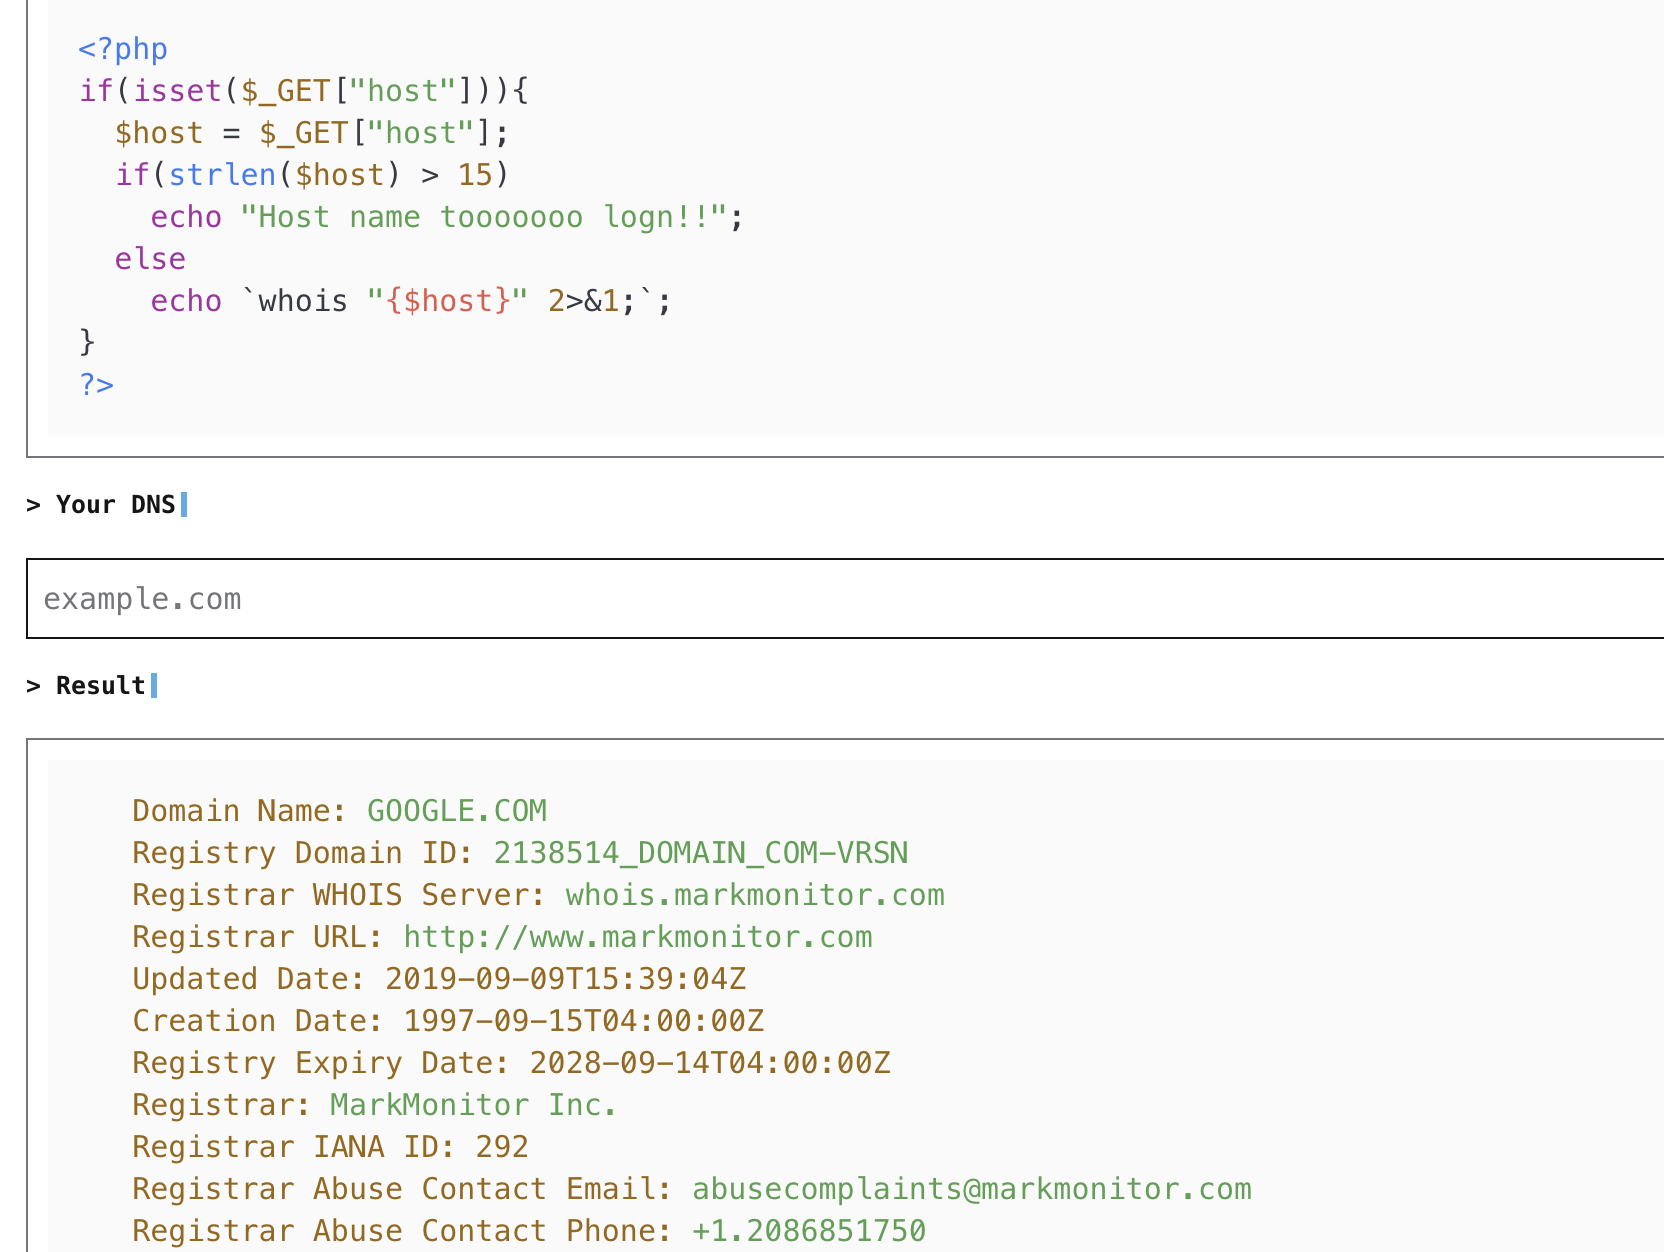 <?php
if(isset($_GET["host"])){
  $host = $_GET["host"];
  if(strlen($host) > 15)
    echo "Host name tooooooo logn!!";
  else
    echo `whois "{$host}" 2>&1;`;
}
?>
> Your DNS
example.com
> Result
Domain Name: GOOGLE.COM
Registry Domain ID: 2138514_DOMAIN_COM-VRSN
Registrar WHOIS Server: whois.markmonitor.com
Registrar URL: http://www.markmonitor.com
Updated Date: 2019-09-09T15:39:04Z
Creation Date: 1997-09-15T04:00:00Z
Registry Expiry Date: 2028-09-14T04:00:00Z
Registrar: MarkMonitor Inc.
Registrar IANA ID: 292
Registrar Abuse Contact Email: abusecomplaints@markmonitor.com
Registrar Abuse Contact Phone: +1.2086851750